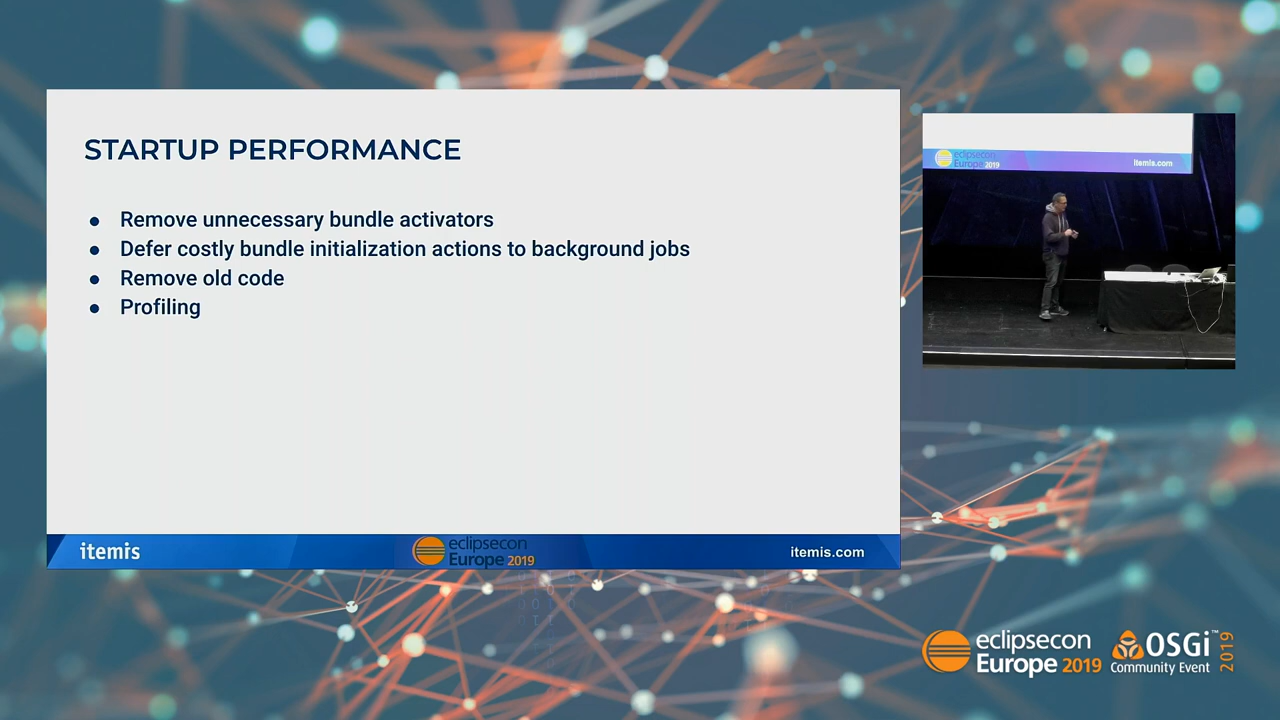 STARTUP PERFORMANCE
● Remove unnecessary bundle activators
● Defer costly bundle initialization actions to background jobs
● Remove old code
● Profiling
itemis
eclipsecon
Europe 2019
itemis.com
eclipsecon
Europe 2019
itemis.com
eclipsecon
Europe 2019
OSGi™
Community Event
2019